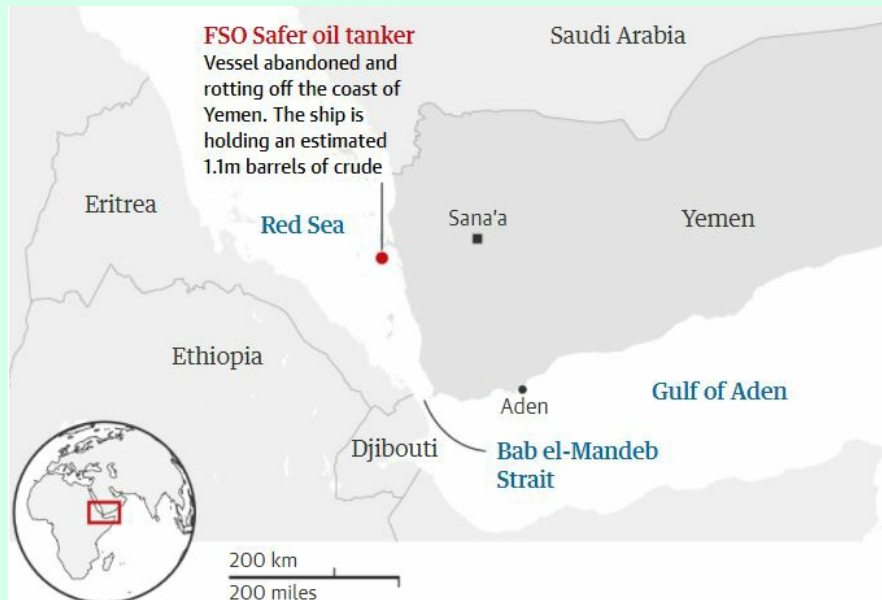 FSO Safer oil tanker
Vessel abandoned and
rotting off the coast of
Yemen. The ship is
holding an estimated
1.1m barrels of crude
Saudi Arabia
Eritrea
Red Sea
Sana'a
Yemen
Ethiopia
Aden
Gulf of Aden
Djibouti
Bab el-Mandeb
Strait
200 km
200 miles